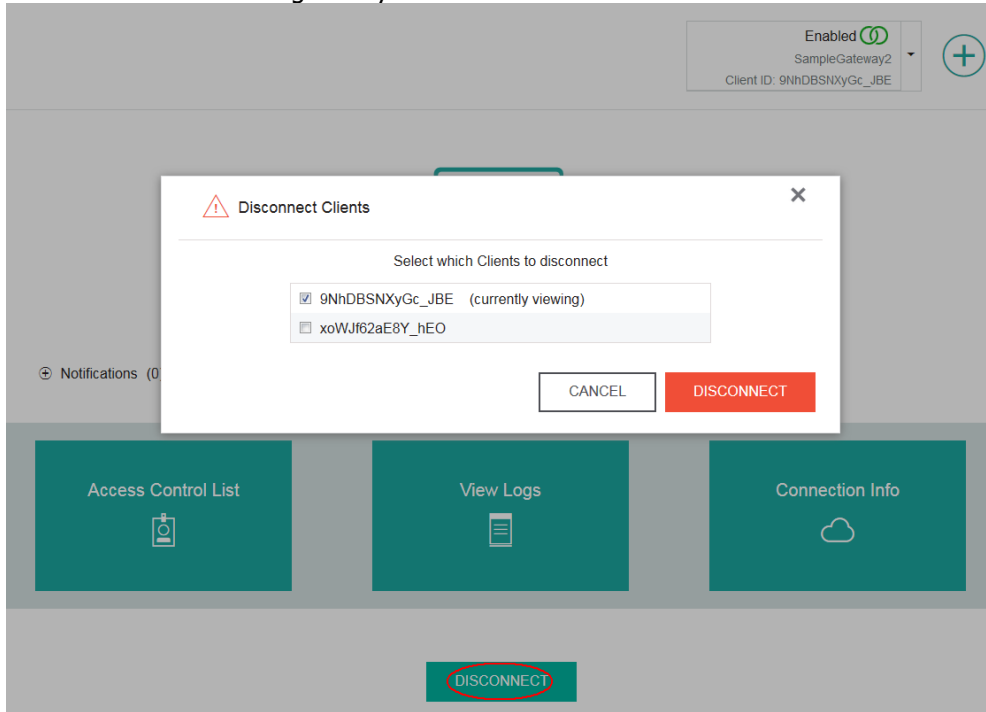 Enabled
SampleGateway2
Client ID: 9NhDBSNXyGc_JBE
Disconnect Clients
Select which Clients to disconnect
9NhDBSNXyGc_JBE (currently viewing)
xoWJf62aE8Y_hEO
Notifications (0
CANCEL
DISCONNECT
Access Control List
View Logs
Connection Info
DISCONNECT